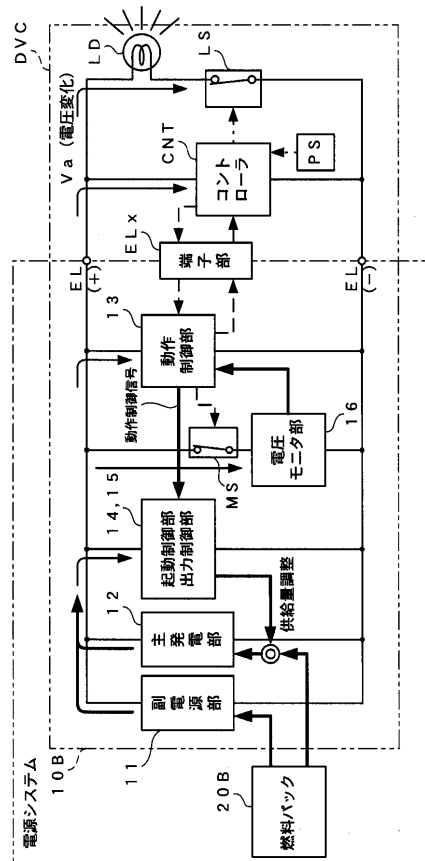 電源システム
10B
DVC
LD
LS
Va(電圧変化)
CNT
コント
ローラ
PS
ELx
端子部
EL
(+)
EL
(-)
13
動作
制御部
動作制御信号
MS
電圧
モニタ部
16
14,15
起動制御部
出力制御部
供給量調整
12
主発電部
副電源部
11
20B
燃料パック